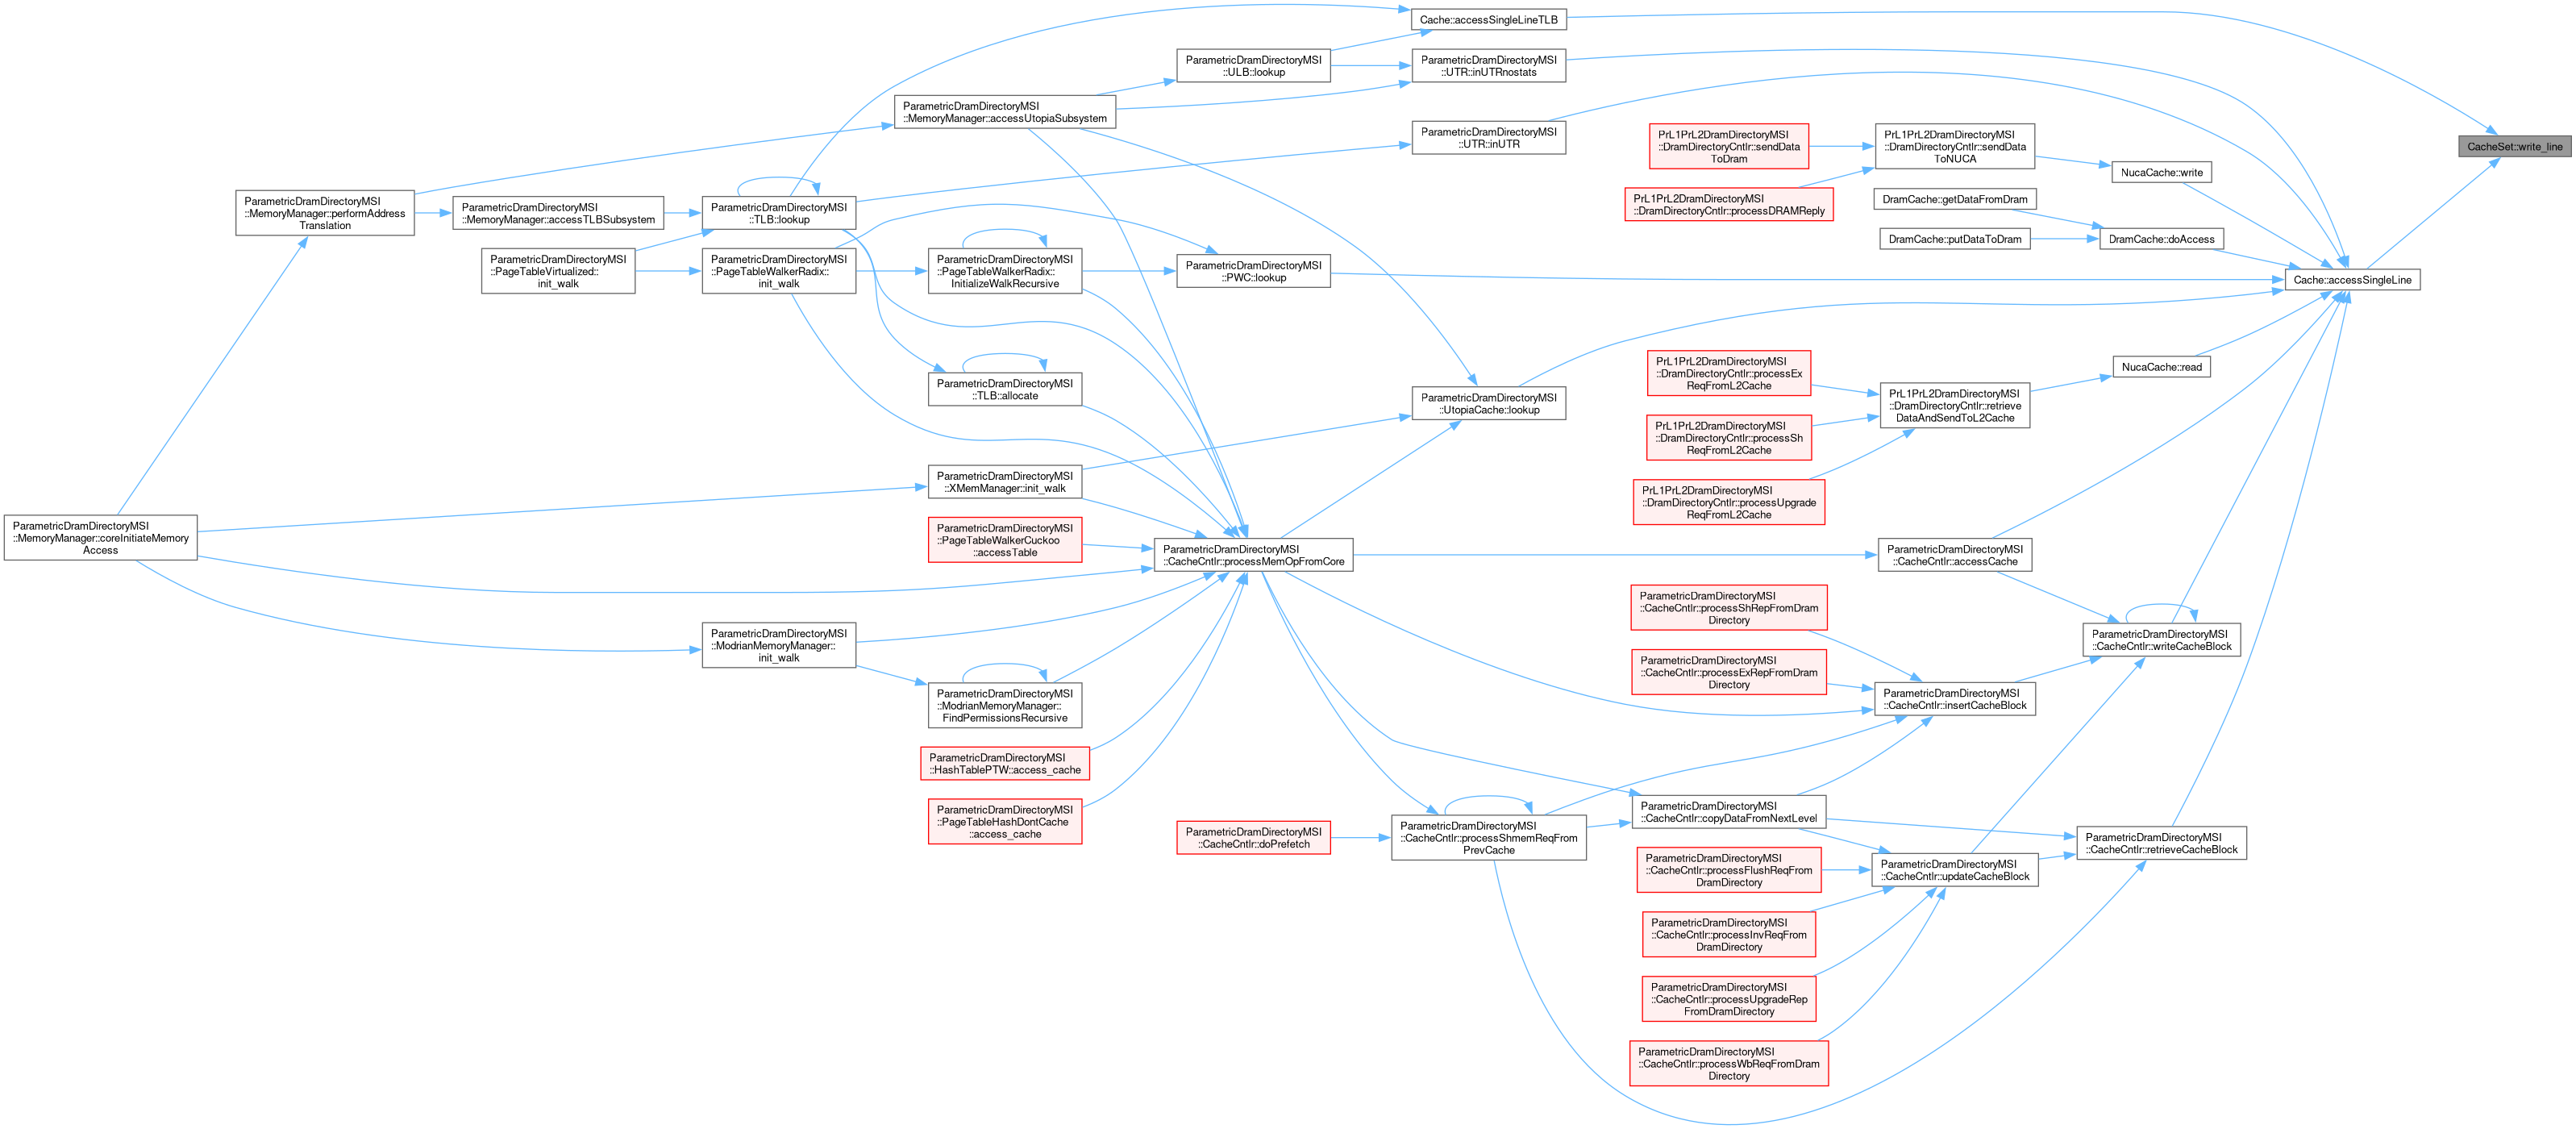 Cache::accessSingleLineTLB
ParametricDramDirectoryMSI
::ULB::lookup
ParametricDramDirectoryMSI
::UTR::inUTRnostats
ParametricDramDirectoryMSI
::MemoryManager::accessUtopiaSubsystem
ParametricDramDirectoryMSI
::UTR::inUTR
PrL1PrL2DramDirectoryMSI
::DramDirectoryCntlr::sendData
ToDram
PrL1PrL2DramDirectoryMSI
::DramDirectoryCntlr::sendData
ToNUCA
CacheSet::write_line
NucaCache::write
PrL1PrL2DramDirectoryMSI
::DramDirectoryCntlr::processDRAMReply
DramCache::getDataFromDram
ParametricDramDirectoryMSI
::MemoryManager::performAddress
Translation
ParametricDramDirectoryMSI
::MemoryManager::accessTLBSubsystem
ParametricDramDirectoryMSI
::TLB::lookup
DramCache::putDataToDram
DramCache::doAccess
ParametricDramDirectoryMSI
::PageTableVirtualized::
init_walk
ParametricDramDirectoryMSI
::PageTableWalkerRadix::
init_walk
ParametricDramDirectoryMSI
::PageTableWalkerRadix::
InitializeWalkRecursive
ParametricDramDirectoryMSI
::PWC::lookup
Cache::accessSingleLine
ParametricDramDirectoryMSI
::TLB::allocate
PrL1PrL2DramDirectoryMSI
::DramDirectoryCntlr::processEx
ReqFromL2Cache
NucaCache::read
ParametricDramDirectoryMSI
::UtopiaCache::lookup
PrL1PrL2DramDirectoryMSI
::DramDirectoryCntlr::retrieve
DataAndSendToL2Cache
PrL1PrL2DramDirectoryMSI
::DramDirectoryCntlr::processSh
ReqFromL2Cache
ParametricDramDirectoryMSI
::XMemManager::init_walk
PrL1PrL2DramDirectoryMSI
::DramDirectoryCntlr::processUpgrade
ReqFromL2Cache
ParametricDramDirectoryMSI
::MemoryManager::coreInitiateMemory
Access
ParametricDramDirectoryMSI
::PageTableWalkerCuckoo
::accessTable
ParametricDramDirectoryMSI
::CacheCntlr::processMemOpFromCore
ParametricDramDirectoryMSI
::CacheCntlr::accessCache
ParametricDramDirectoryMSI
::CacheCntlr::processShRepFromDram
Directory
ParametricDramDirectoryMSI
::ModrianMemoryManager::
init_walk
ParametricDramDirectoryMSI
::CacheCntlr::writeCacheBlock
ParametricDramDirectoryMSI
::CacheCntlr::processExRepFromDram
Directory
ParametricDramDirectoryMSI
::ModrianMemoryManager::
FindPermissionsRecursive
ParametricDramDirectoryMSI
::CacheCntlr::insertCacheBlock
ParametricDramDirectoryMSI
::HashTablePTW::access_cache
ParametricDramDirectoryMSI
::PageTableHashDontCache
::access_cache
ParametricDramDirectoryMSI
::CacheCntlr::copyDataFromNextLevel
ParametricDramDirectoryMSI
::CacheCntlr::doPrefetch
ParametricDramDirectoryMSI
::CacheCntlr::processShmemReqFrom
PrevCache
ParametricDramDirectoryMSI
::CacheCntlr::retrieveCacheBlock
ParametricDramDirectoryMSI
::CacheCntlr::processFlushReqFrom
DramDirectory
ParametricDramDirectoryMSI
::CacheCntlr::updateCacheBlock
ParametricDramDirectoryMSI
::CacheCntlr::processInvReqFrom
DramDirectory
ParametricDramDirectoryMSI
::CacheCntlr::processUpgradeRep
FromDramDirectory
ParametricDramDirectoryMSI
::CacheCntlr::processWbReqFromDram
Directory